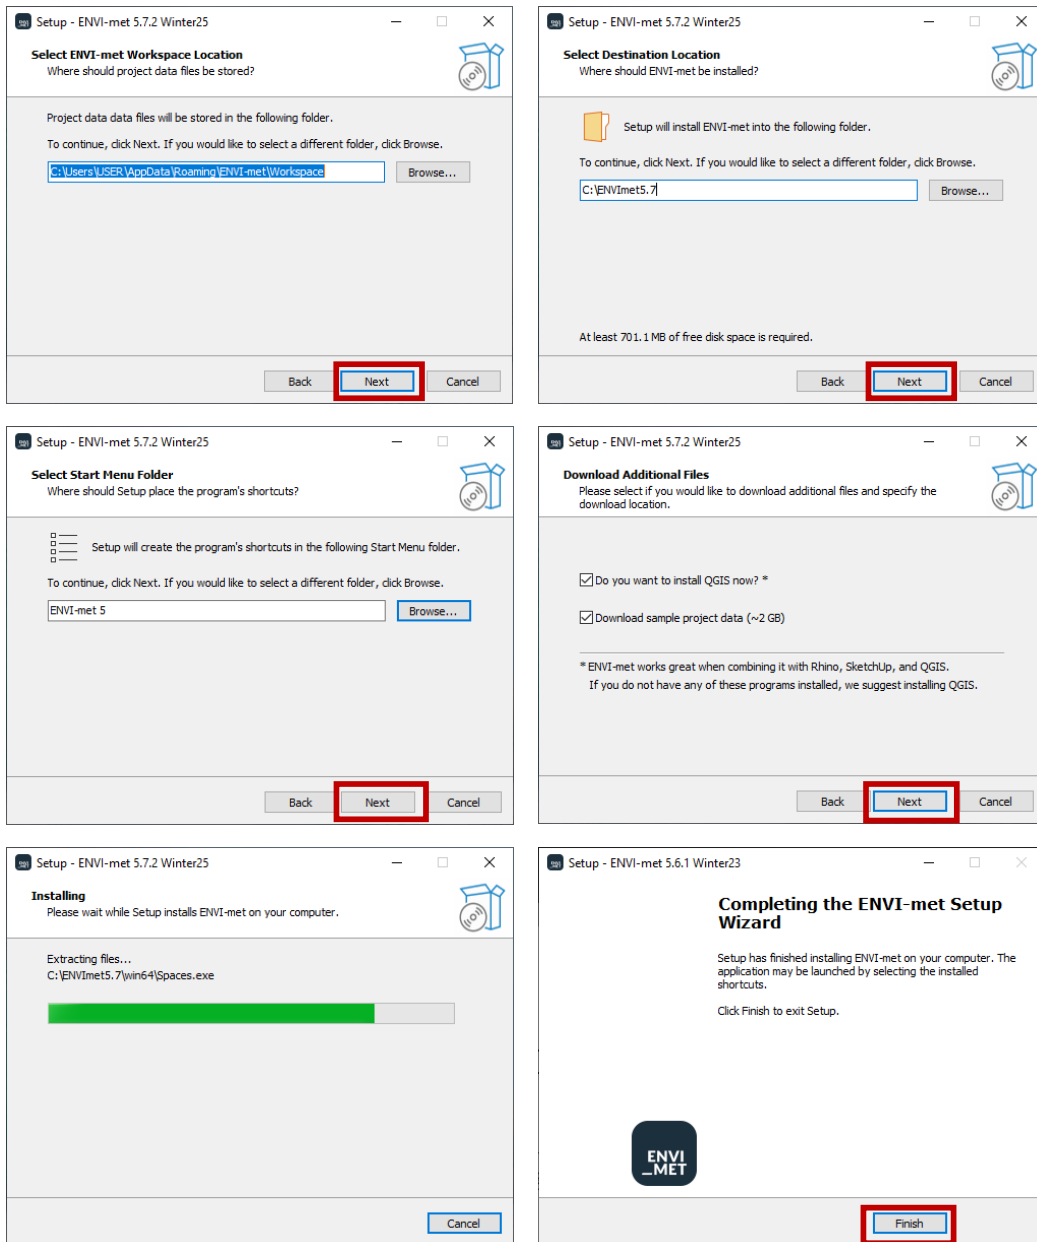 Setup - ENVI-met 5.7.2 Winter25
Select ENVI-met Workspace Location
Where should project data files be stored?
Project data data files will be stored in the following folder.
To continue, click Next. If you would like to select a different folder, click Browse.
C:\Users\USER\AppData\Roaming\ENVI-met\Workspace
Browse...
Back
Next
Cancel
Setup - ENVI-met 5.7.2 Winter25
Select Destination Location
Where should ENVI-met be installed?
Setup will install ENVI-met into the following folder.
To continue, click Next. If you would like to select a different folder, click Browse.
C:\ENVImet5.7
Browse...
At least 701.1 MB of free disk space is required.
Back
Next
Cancel
Setup - ENVI-met 5.7.2 Winter25
Select Start Menu Folder
Where should Setup place the program's shortcuts?
Setup will create the program's shortcuts in the following Start Menu folder.
To continue, click Next. If you would like to select a different folder, click Browse.
ENVI-met 5
Browse...
Back
Next
Cancel
Setup - ENVI-met 5.7.2 Winter25
Download Additional Files
Please select if you would like to download additional files and specify the
download location.
Do you want to install QGIS now? *
Download sample project data (~2 GB)
* ENVI-met works great when combining it with Rhino, SketchUp, and QGIS.
If you do not have any of these programs installed, we suggest installing QGIS.
Back
Next
Cancel
Setup - ENVI-met 5.7.2 Winter25
Installing
Please wait while Setup installs ENVI-met on your computer.
Extracting files...
C:\ENVImet5.7\win64\Spaces.exe
Cancel
Setup - ENVI-met 5.6.1 Winter23
Completing the ENVI-met Setup
Wizard
Setup has finished installing ENVI-met on your computer. The
application may be launched by selecting the installed
shortcuts.
Click Finish to exit Setup.
ENVI
_MET
Finish